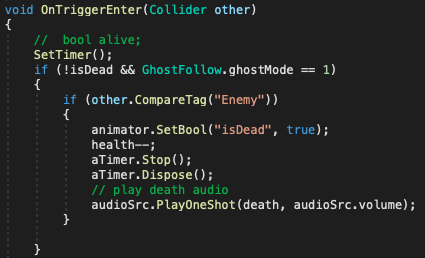 void OnTriggerEnter(Collider other)
{
//  bool alive;
SetTimer();
if (!isDead && GhostFollow.ghostMode == 1)
{
if (other.CompareTag("Enemy"))
{
animator.SetBool("isDead", true);
health--;
aTimer.Stop();
aTimer.Dispose();
// play death audio
audioSrc.PlayOneShot(death, audioSrc.volume);
}
}